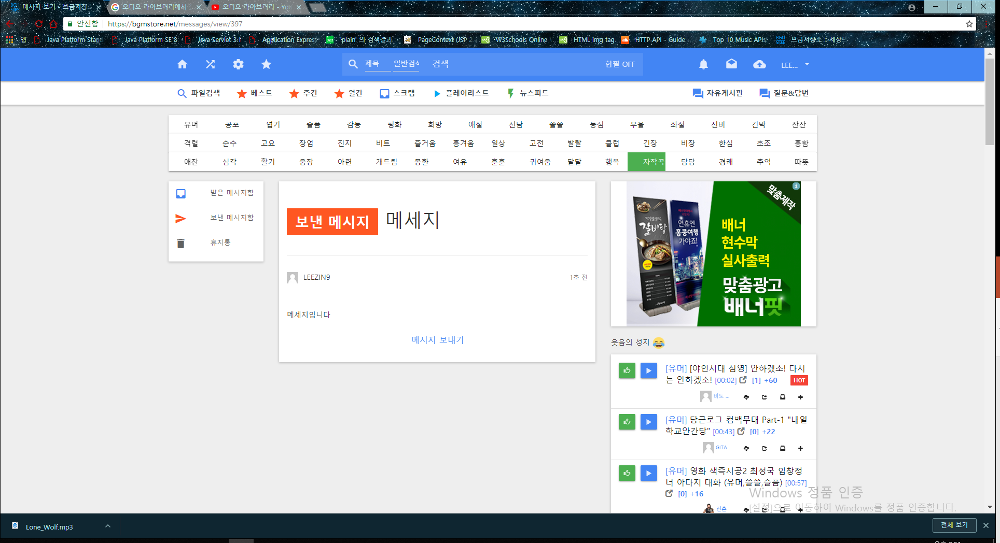 메시지 보기 - 브금저장
오디오 라이브러리에서
오디오 라이브러리 - Yo
안전함 https://bgmstore.net/messages/view/397
앱 Java Platform Stand Java Platform SE 8 Java Servlet 3.1 Application Expres 'plain' 의 검색결과 PageContext (JSP 2 W3Schools Online HTML img tag HTTP API - Guide Top 10 Music APIs 브금저장소 :: 세상의
제목 일반검색 검색 합필 OFF LEE...
파일검색 베스트 주간 월간 스크랩 플레이리스트 뉴스피드 자유게시판 질문&답변
유머 공포 엽기 슬픔 감동 평화 희망 애절 신남 쓸쓸 동심 우울 좌절 신비 긴박 잔잔
격렬 순수 고요 장엄 진지 비트 즐거움 흥겨움 일상 고전 발랄 클럽 긴장 비장 한심 초조 흥함
애잔 심각 활기 웅장 아련 개드립 몽환 여유 훈훈 귀여움 달달 행복 자작곡 당당 경쾌 추억 따뜻
받은 메시지함
보낸 메시지함
휴지통
보낸 메시지 메세지
LEEZIN9 1초 전
메세지입니다
메시지 보내기
맞춤제작
갈비탕
연휴엔
홍콩여행
가야죠!
배너
현수막
실사출력
맞춤광고
배너핏
웃음의 성지
[유머] [야인시대 심영] 안하겠소! 다시
는 안하겠소! [00:02] [1] +60 HOT
비토 ...
[유머] 당근로그 컴백무대 Part-1 "내일
학교안간당" [00:43] [0] +22
GITA
[유머] 영화 색즉시공2 최성국 임창정
너 아다지 대화 (유머,쓸쓸,슬픔) [00:57]
[0] +16
진혼
Windows 정품 인증
[설정]으로 이동하여 Windows를 정품 인증합니다.
Lone_Wolf.mp3 전체 보기